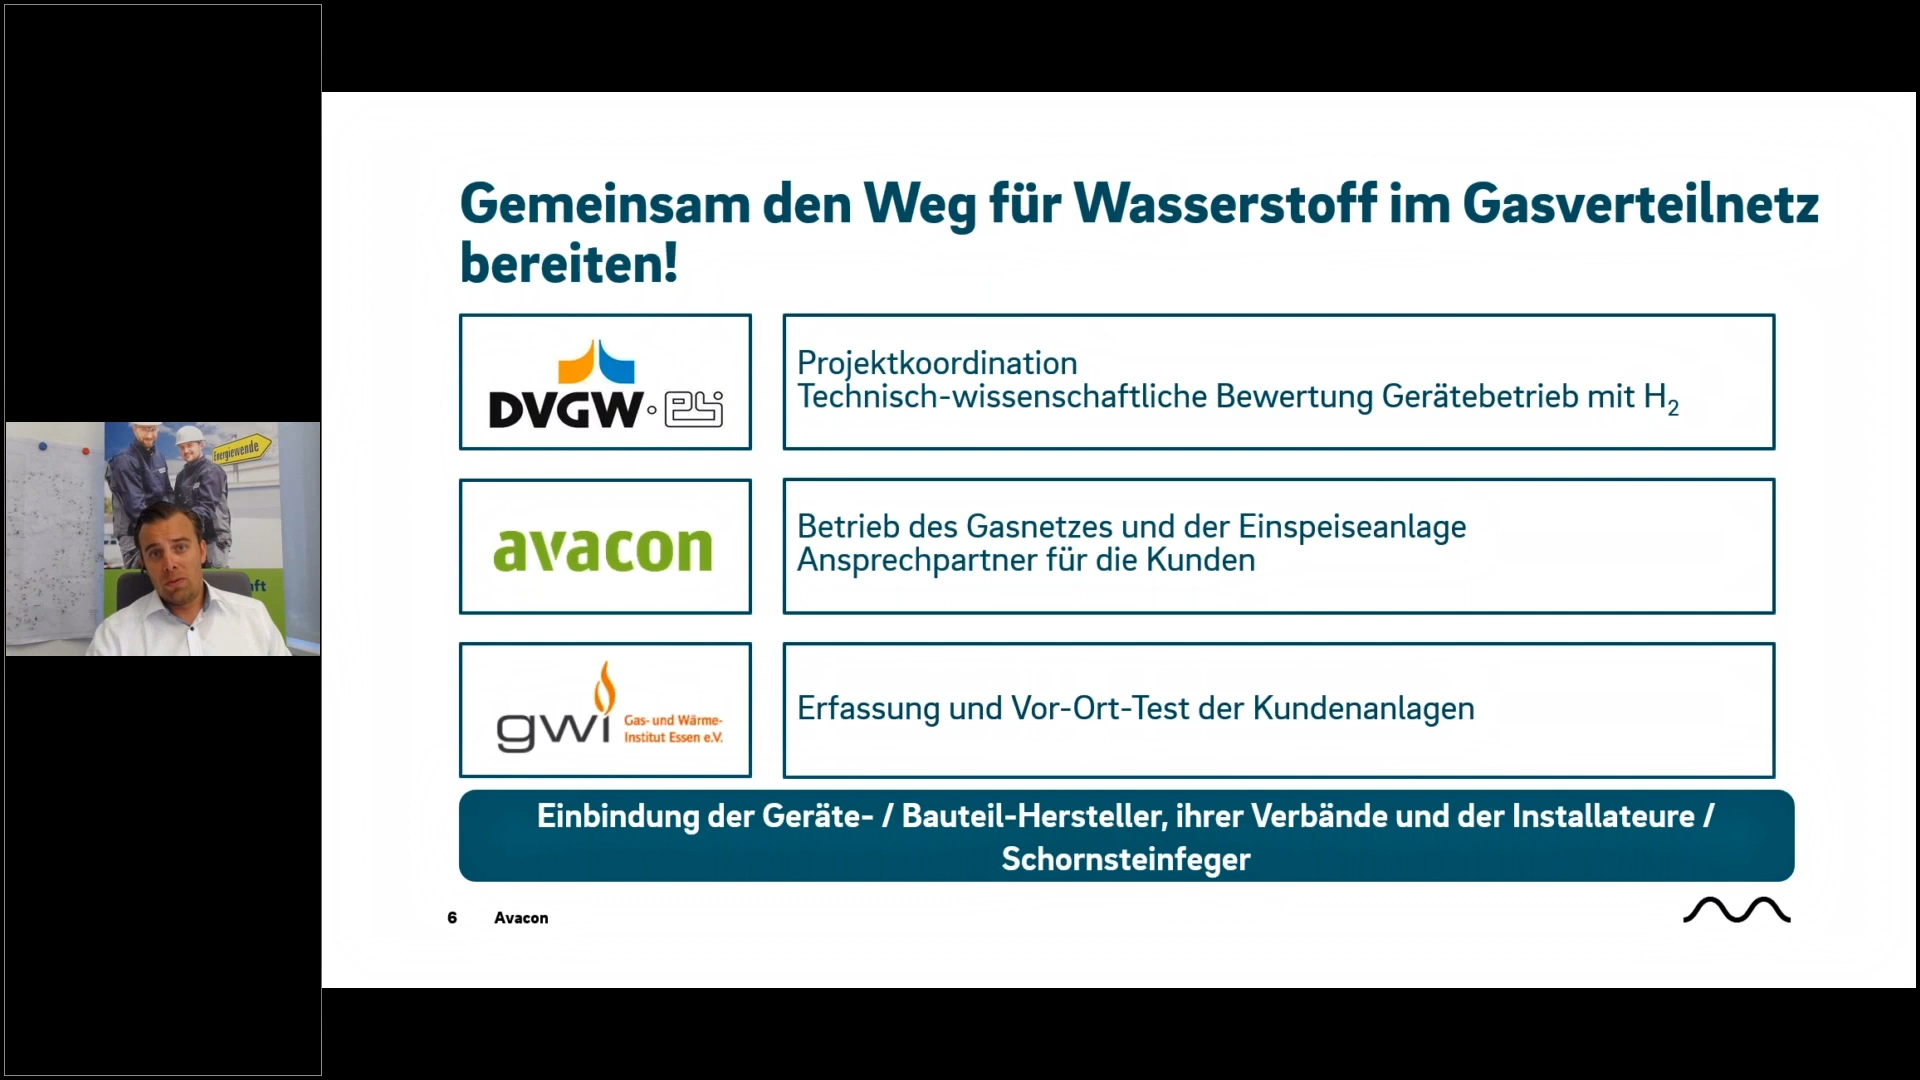 Gemeinsam den Weg für Wasserstoff im Gasverteilnetz
bereiten!
DVGW
ebi
Projektkoordination
Technisch-wissenschaftliche Bewertung Gerätebetrieb mit H₂
avacon
Betrieb des Gasnetzes und der Einspeiseanlage
Ansprechpartner für die Kunden
gwi
Gas- und Wärme-
Institut Essen e.V.
Erfassung und Vor-Ort-Test der Kundenanlagen
Einbindung der Geräte- / Bauteil-Hersteller, ihrer Verbände und der Installateure /
Schornsteinfeger
6 Avacon
Energiewende